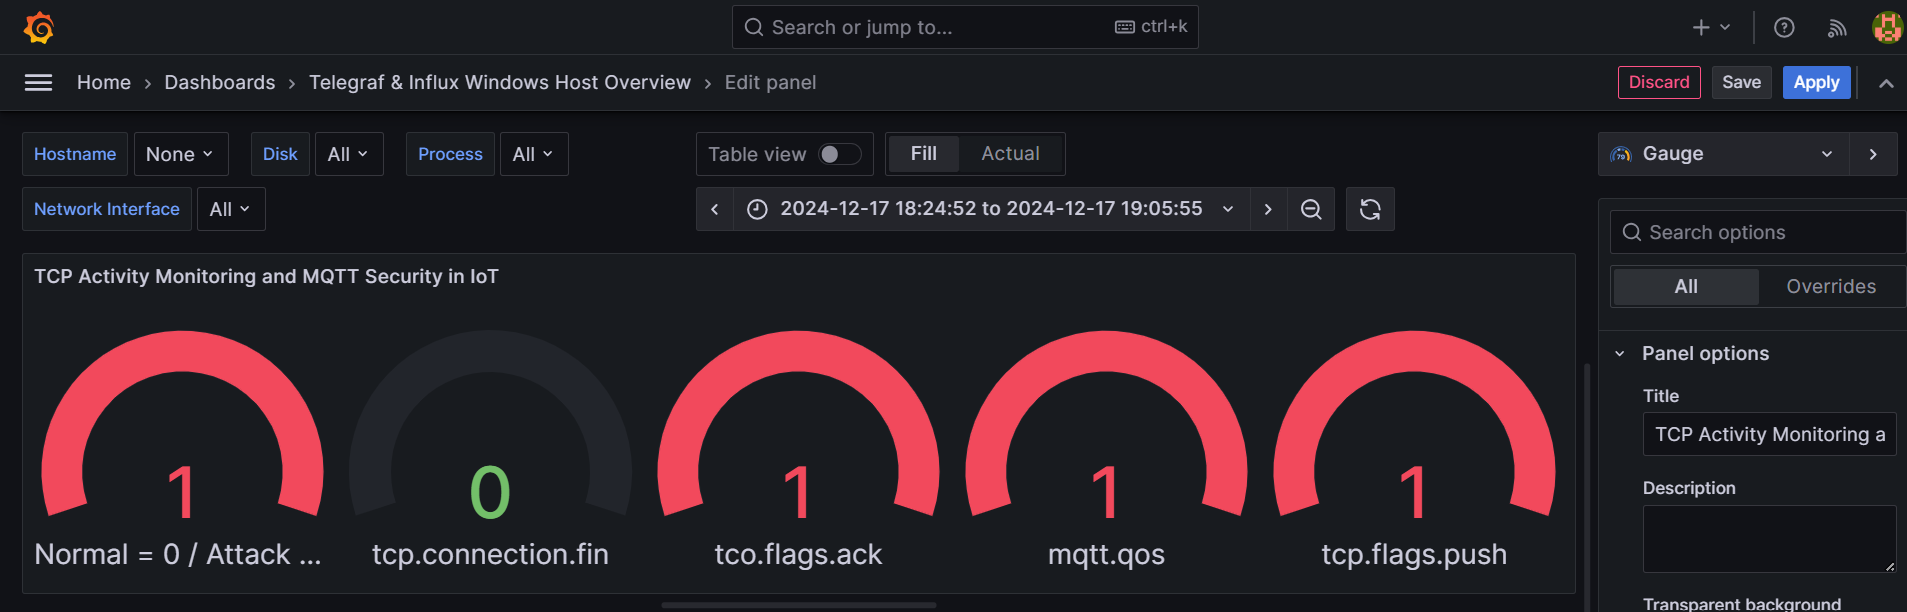 Search or jump to... ctrl+k
Home › Dashboards › Telegraf & Influx Windows Host Overview › Edit panel
Discard Save Apply
Hostname None Disk All Process All
Table view Fill Actual
Gauge
Network Interface All
2024-12-17 18:24:52 to 2024-12-17 19:05:55
Search options
All Overrides
TCP Activity Monitoring and MQTT Security in IoT
1 0 1 1 1
Normal = 0 / Attack ... tcp.connection.fin tco.flags.ack mqtt.qos tcp.flags.push
Panel options
Title
TCP Activity Monitoring a
Description
Transparent background